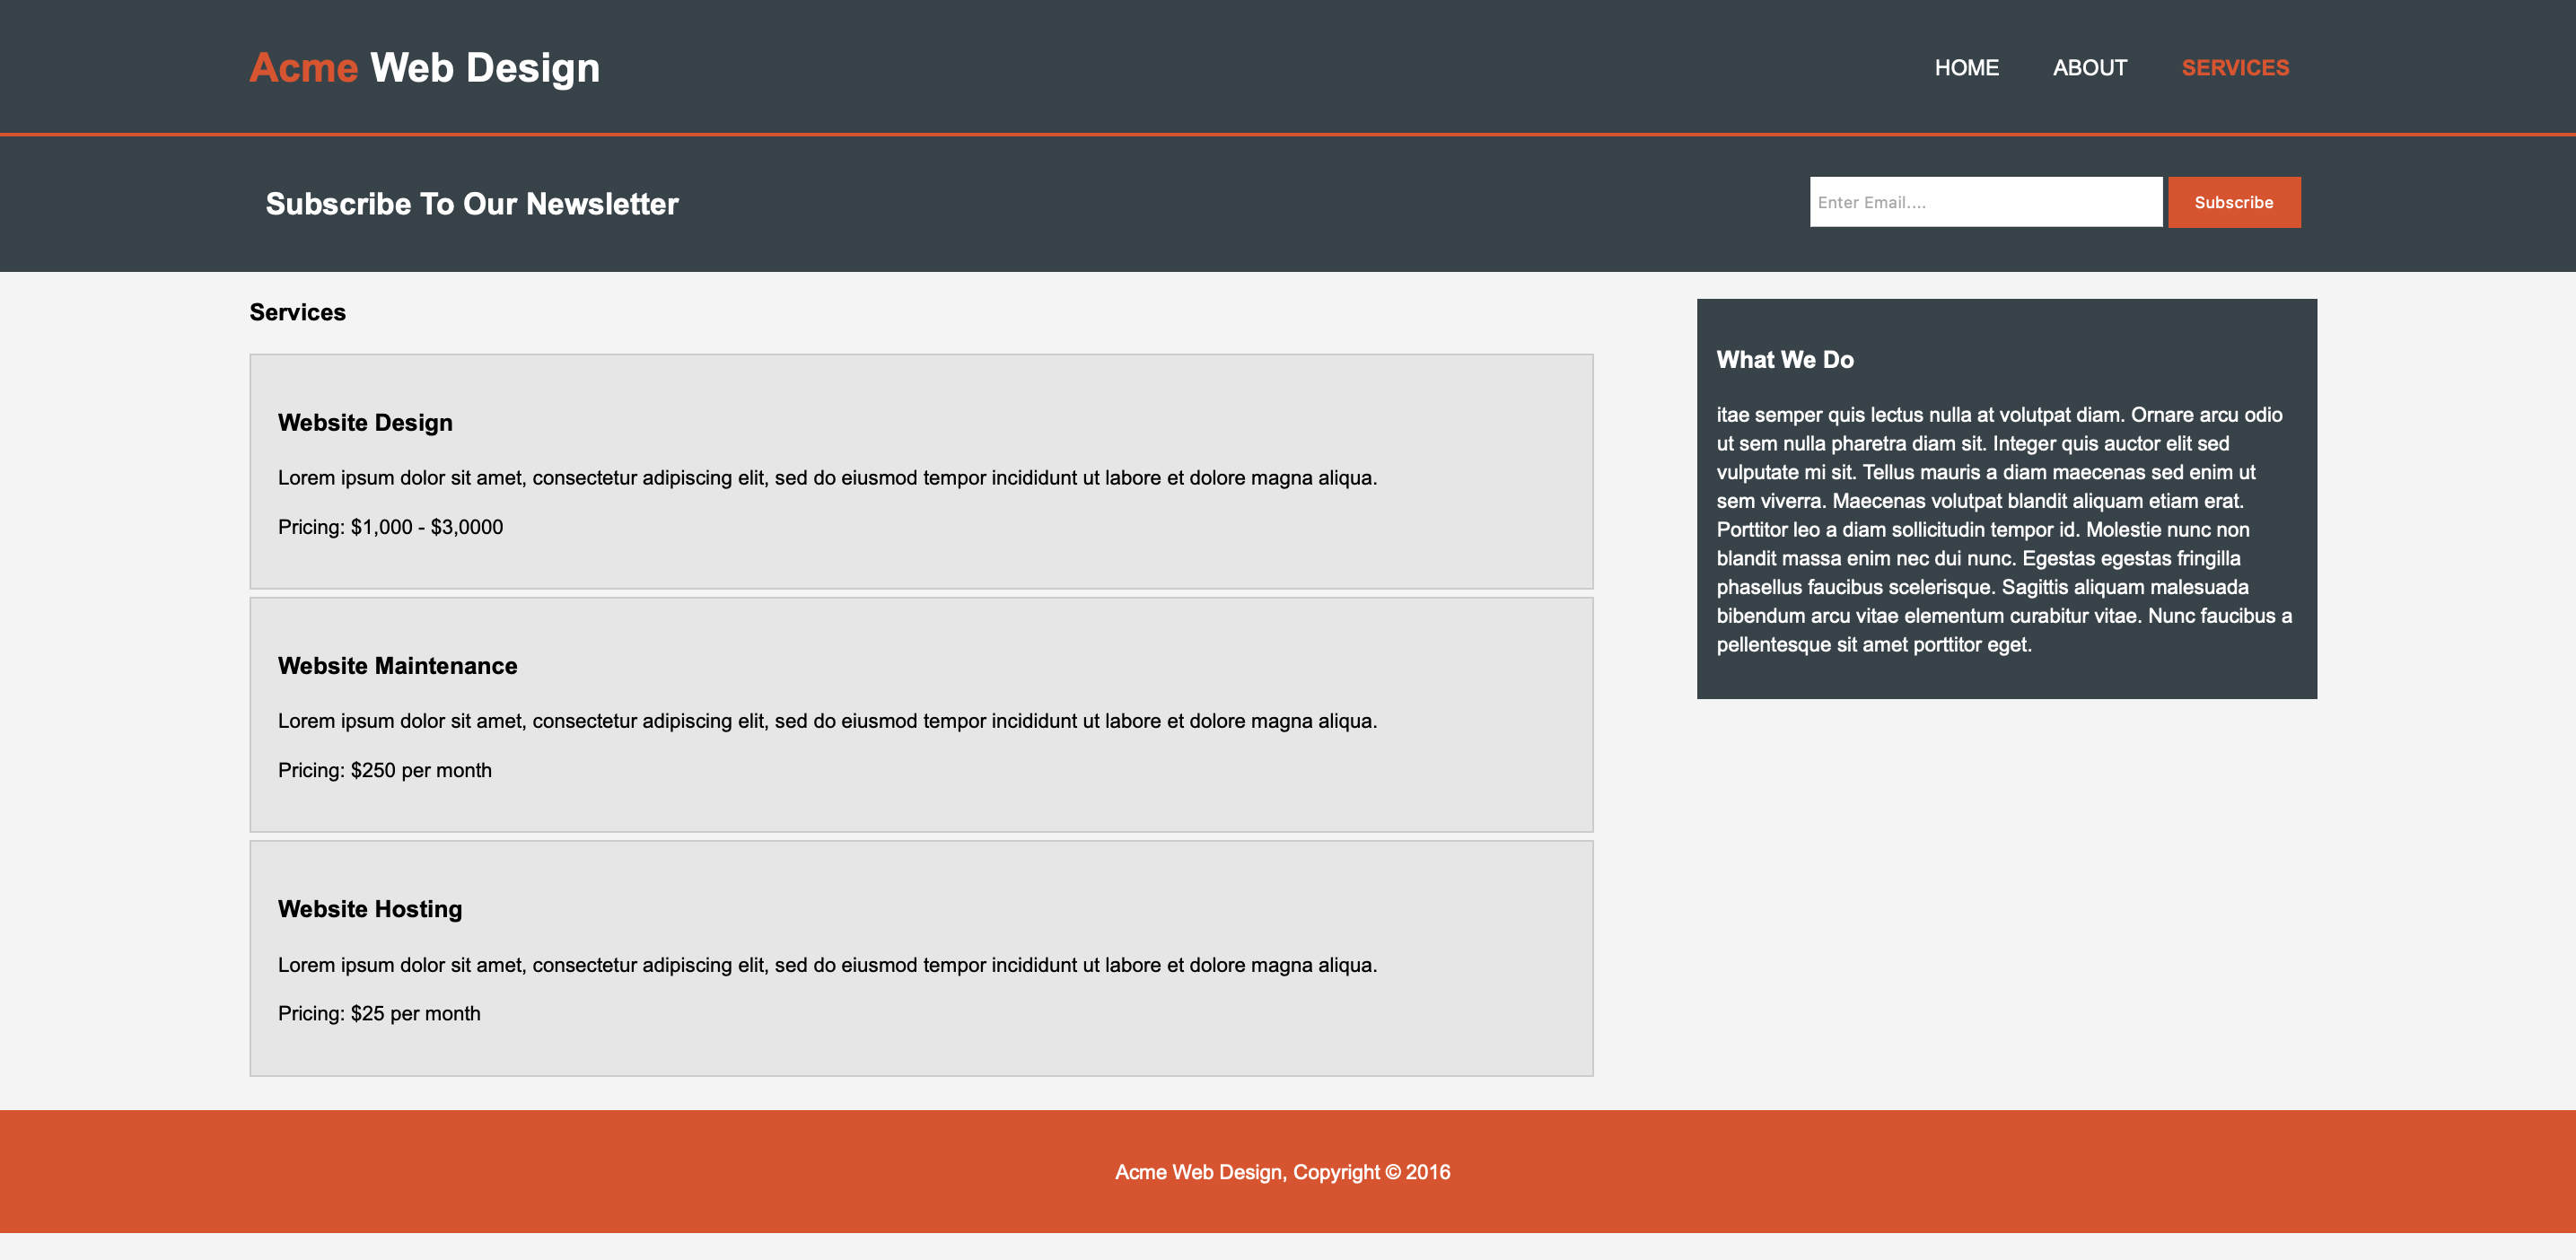 Acme Web Design
HOME ABOUT SERVICES
Subscribe To Our Newsletter
Enter Email.... Subscribe
Services
Website Design
Lorem ipsum dolor sit amet, consectetur adipiscing elit, sed do eiusmod tempor incididunt ut labore et dolore magna aliqua.
Pricing: $1,000 - $3,0000
Website Maintenance
Lorem ipsum dolor sit amet, consectetur adipiscing elit, sed do eiusmod tempor incididunt ut labore et dolore magna aliqua.
Pricing: $250 per month
Website Hosting
Lorem ipsum dolor sit amet, consectetur adipiscing elit, sed do eiusmod tempor incididunt ut labore et dolore magna aliqua.
Pricing: $25 per month
What We Do
itae semper quis lectus nulla at volutpat diam. Ornare arcu odio
ut sem nulla pharetra diam sit. Integer quis auctor elit sed
vulputate mi sit. Tellus mauris a diam maecenas sed enim ut
sem viverra. Maecenas volutpat blandit aliquam etiam erat.
Porttitor leo a diam sollicitudin tempor id. Molestie nunc non
blandit massa enim nec dui nunc. Egestas egestas fringilla
phasellus faucibus scelerisque. Sagittis aliquam malesuada
bibendum arcu vitae elementum curabitur vitae. Nunc faucibus a
pellentesque sit amet porttitor eget.
Acme Web Design, Copyright © 2016